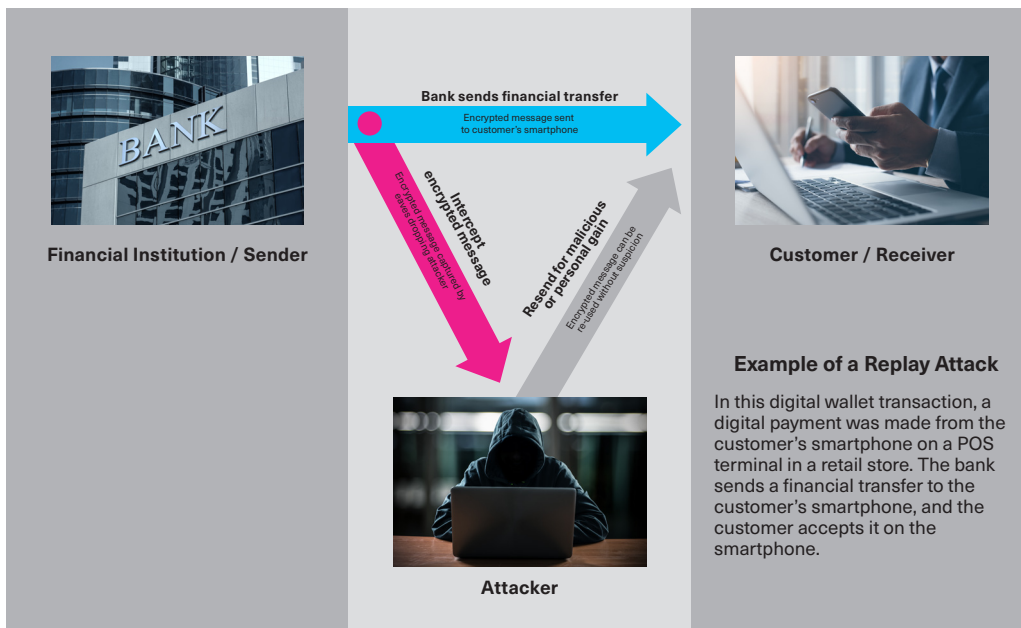 BANK
Financial Institution / Sender
Bank sends financial transfer
Encrypted message sent
to customer's smartphone
Intercept
encrypted message
Encrypted message captured by
eaves dropping attacker
Resend for malicious
or personal gain
Encrypted message can be
re-used without suspicion
Attacker
Customer / Receiver
Example of a Replay Attack
In this digital wallet transaction, a
digital payment was made from the
customer's smartphone on a POS
terminal in a retail store. The bank
sends a financial transfer to the
customer's smartphone, and the
customer accepts it on the
smartphone.